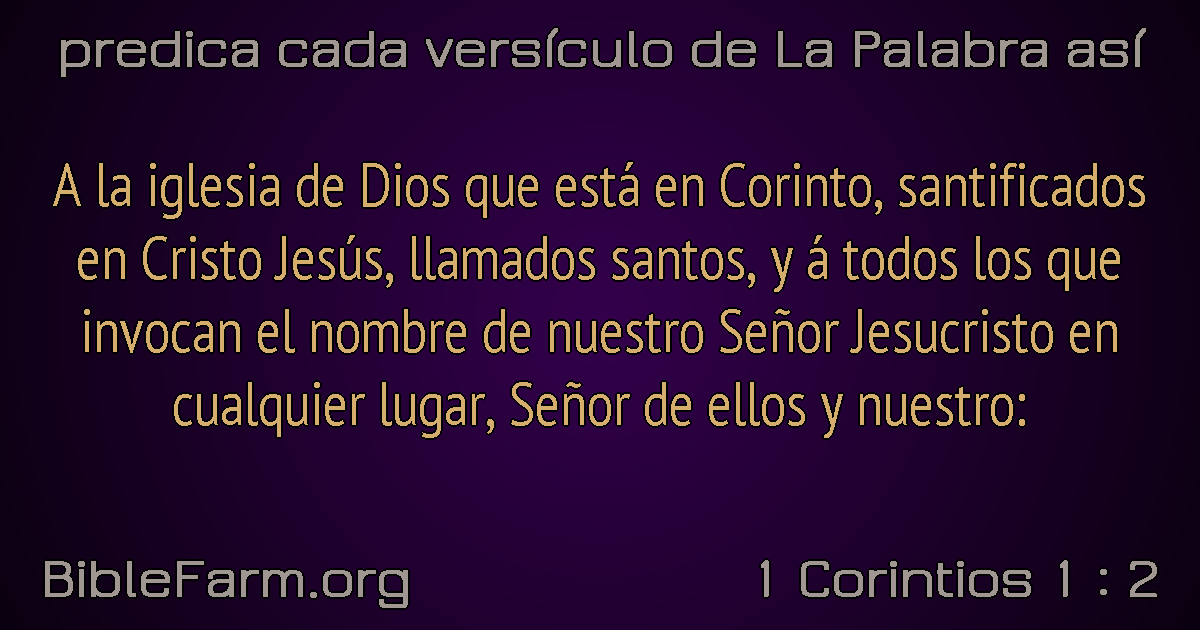 predica cada versículo de La Palabra así
A la iglesia de Dios que está en Corinto, santificados
en Cristo Jesús, llamados santos, y á todos los que
invocan el nombre de nuestro Señor Jesucristo en
cualquier lugar, Señor de ellos y nuestro:
BibleFarm.org
1 Corintios 1 : 2